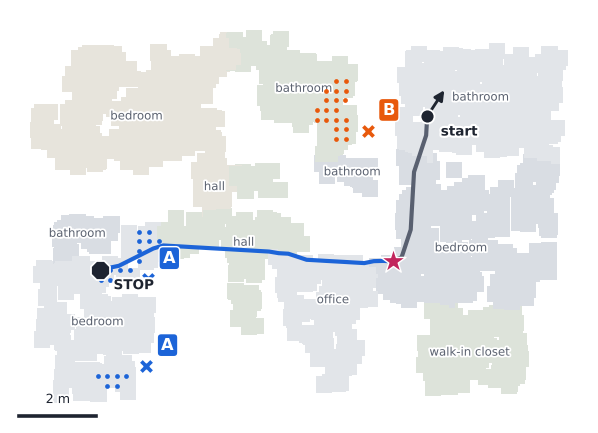 bathroom
bathroom
B
bedroom
start
bathroom
hall
bathroom
hall
A
bedroom
STOP
office
bedroom
A
walk-in closet
2 m